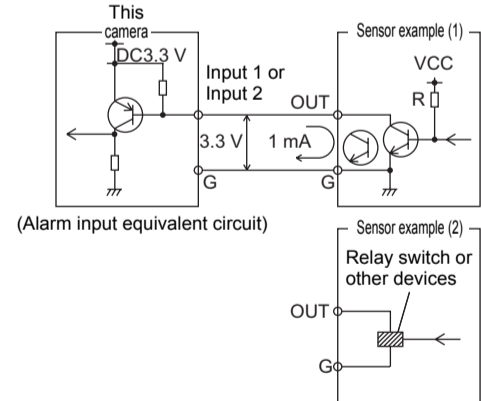 This
camera
DC3.3 V
Input 1 or
Input 2
3.3 V
G
(Alarm input equivalent circuit)
Sensor example (1)
VCC
R
OUT
1 mA
G
Sensor example (2)
Relay switch or
other devices
OUT
G